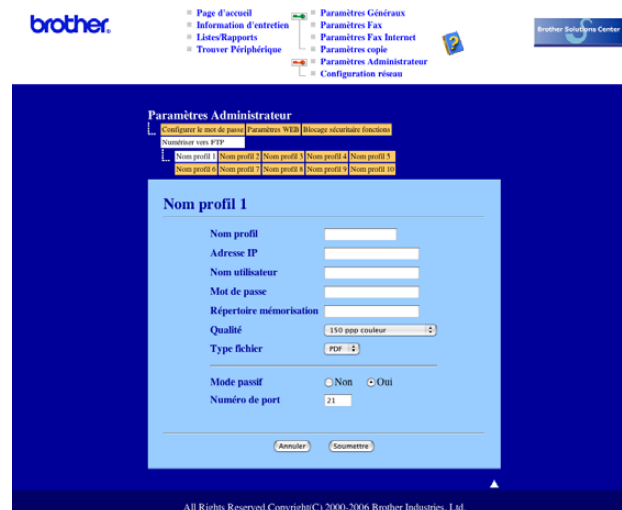 brother.
Page d'accueil
Information d'entretien
Listes/Rapports
Trouver Périphérique
Paramètres Généraux
Paramètres Fax
Paramètres Fax Internet
Paramètres copie
Paramètres Administrateur
Configuration réseau
Brother Solutions Center
Paramètres Administrateur
Configurer le mot de passe Paramètres WEB Blocage sécuritaire fonctions
Numériser vers FTP
Nom profil 1 Nom profil 2 Nom profil 3 Nom profil 4 Nom profil 5
Nom profil 6 Nom profil 7 Nom profil 8 Nom profil 9 Nom profil 10
Nom profil 1
Nom profil
Adresse IP
Nom utilisateur
Mot de passe
Répertoire mémorisation
Qualité 150 ppp couleur
Type fichier PDF
Mode passif Non Oui
Numéro de port 21
Annuler Soumettre
All Rights Reserved Copyright(C) 2000-2006 Brother Industries, Ltd.